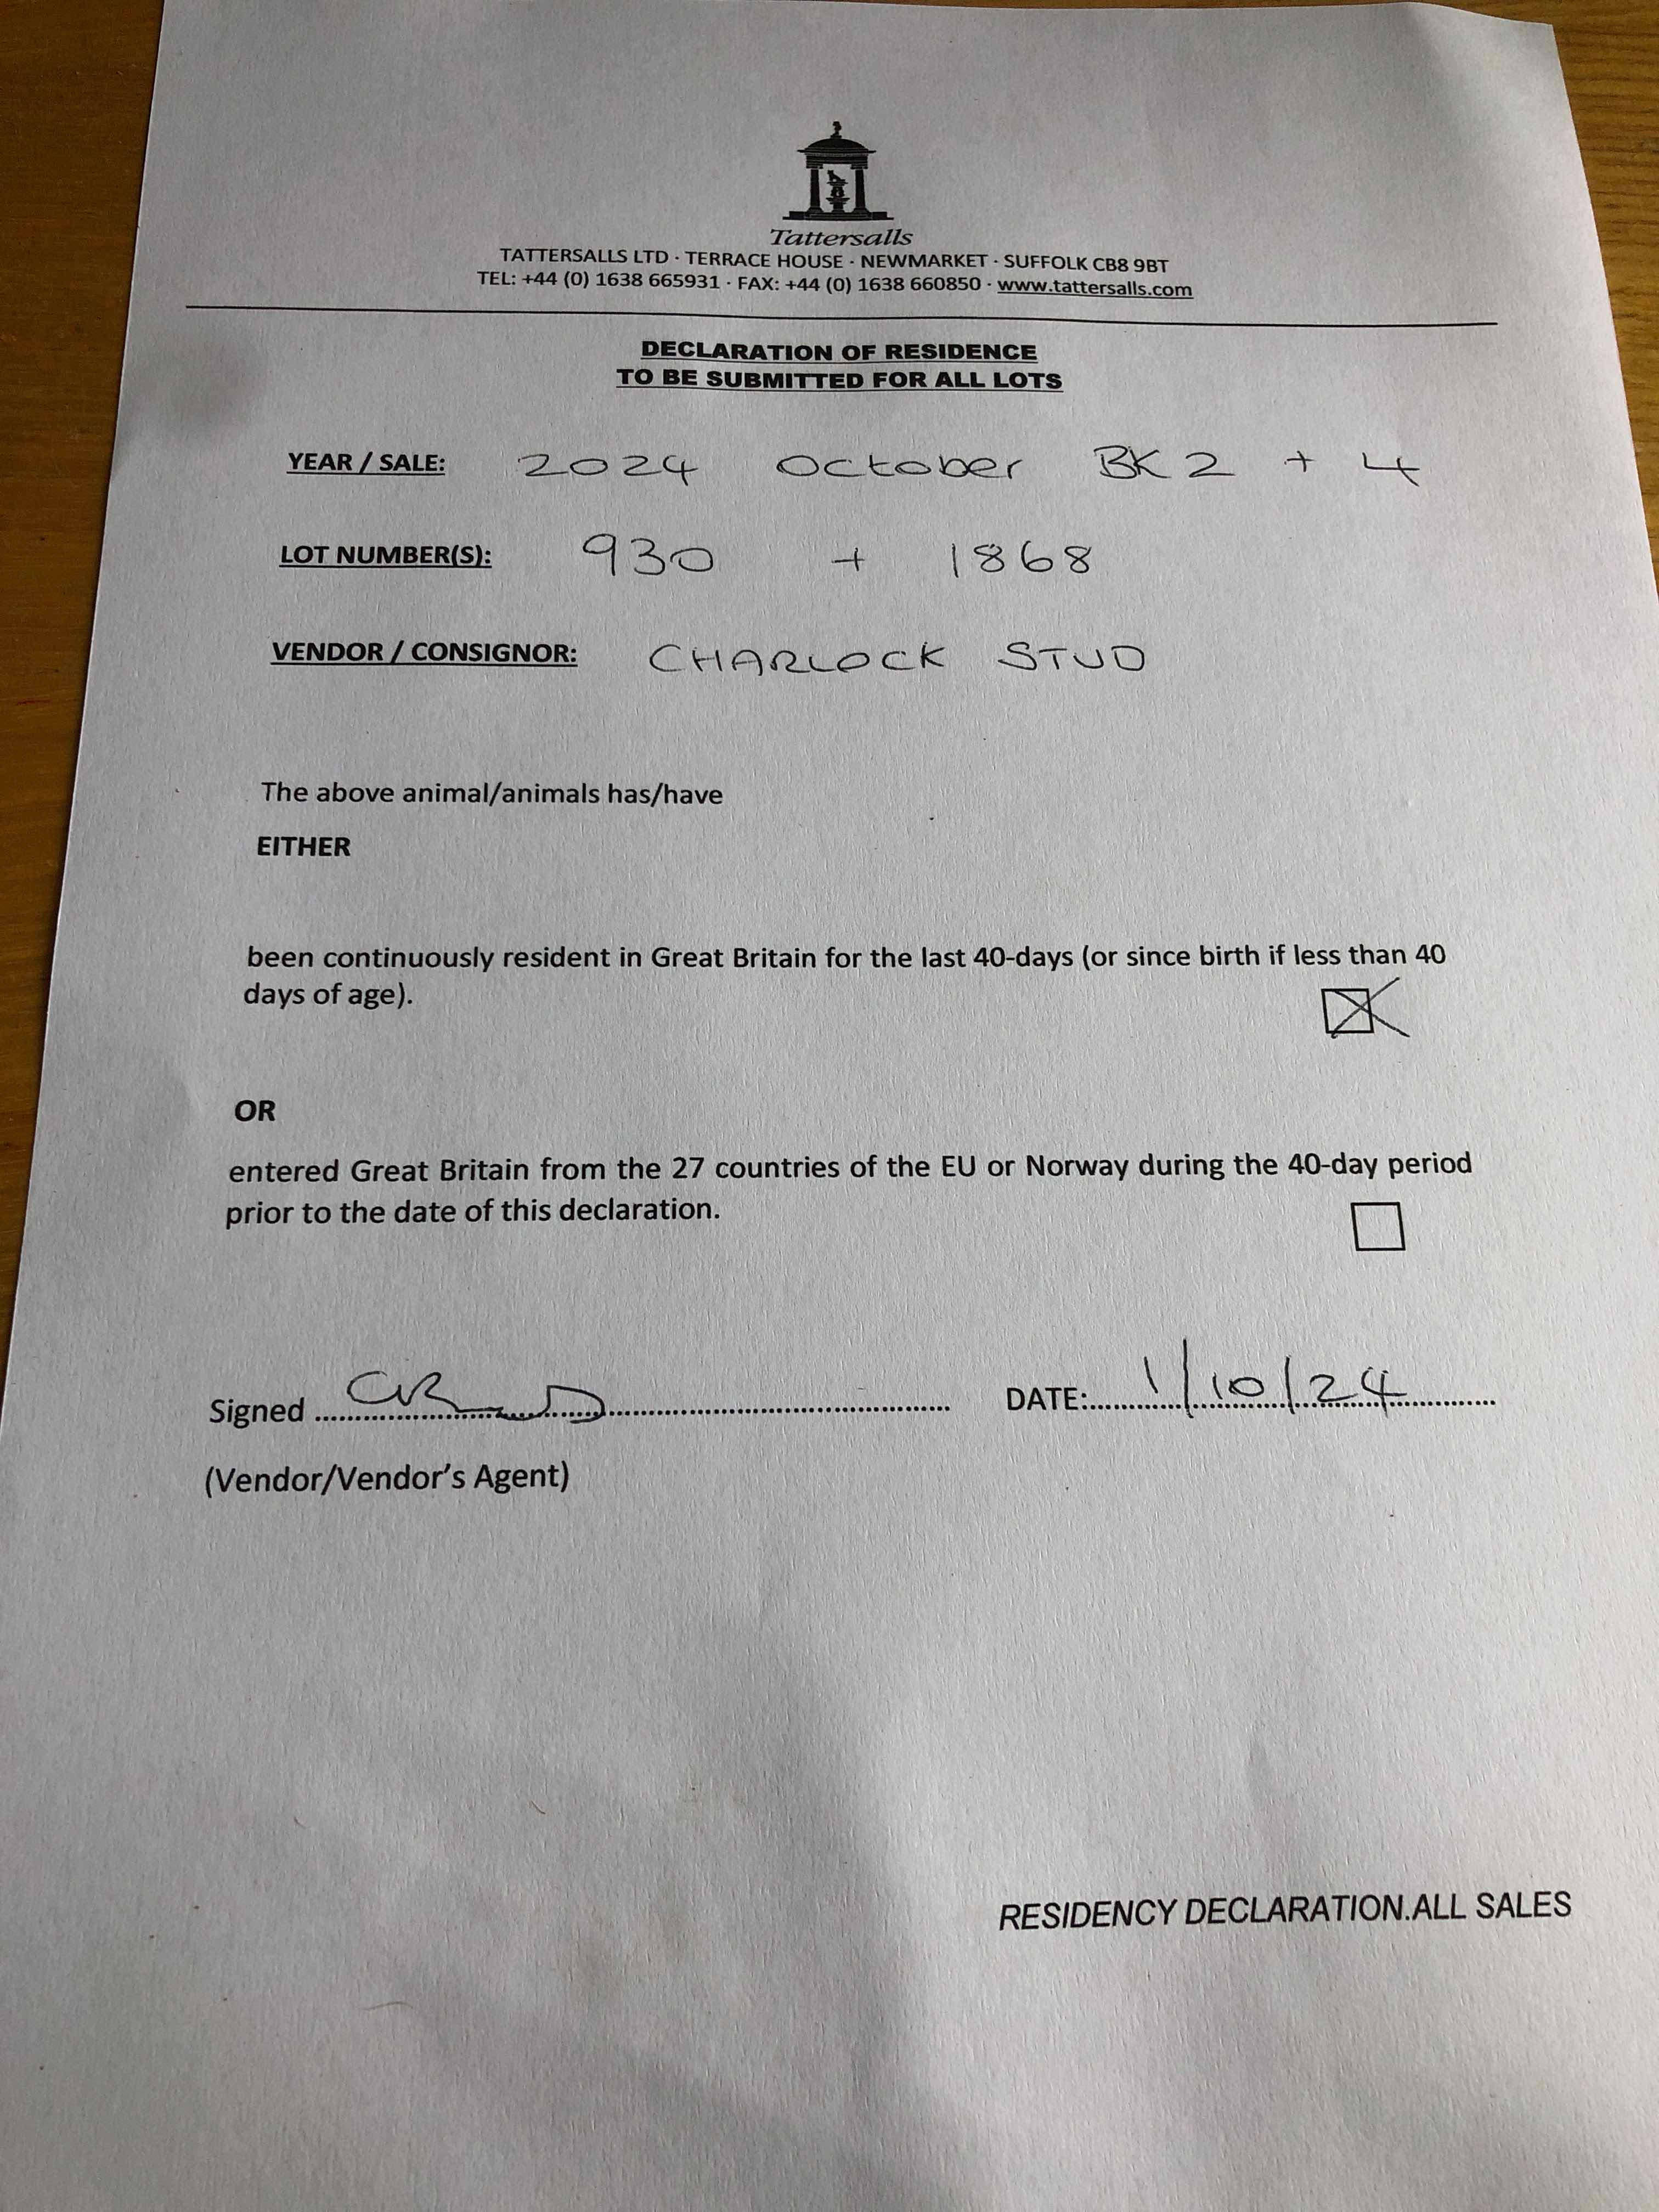 Tattersalls
TATTERSALLS LTD · TERRACE HOUSE · NEWMARKET · SUFFOLK CB8 9BT
TEL: +44 (0) 1638 665931 · FAX: +44 (0) 1638 660850 · www.tattersalls.com
DECLARATION OF RESIDENCE
TO BE SUBMITTED FOR ALL LOTS
YEAR / SALE: 2024 October BK 2 + 4
LOT NUMBER(S): 930 + 1868
VENDOR / CONSIGNOR: CHARLOCK STUD
The above animal/animals has/have
EITHER
been continuously resident in Great Britain for the last 40-days (or since birth if less than 40
days of age).
OR
entered Great Britain from the 27 countries of the EU or Norway during the 40-day period
prior to the date of this declaration.
Signed DATE: 1/10/24
(Vendor/Vendor's Agent)
RESIDENCY DECLARATION.ALL SALES